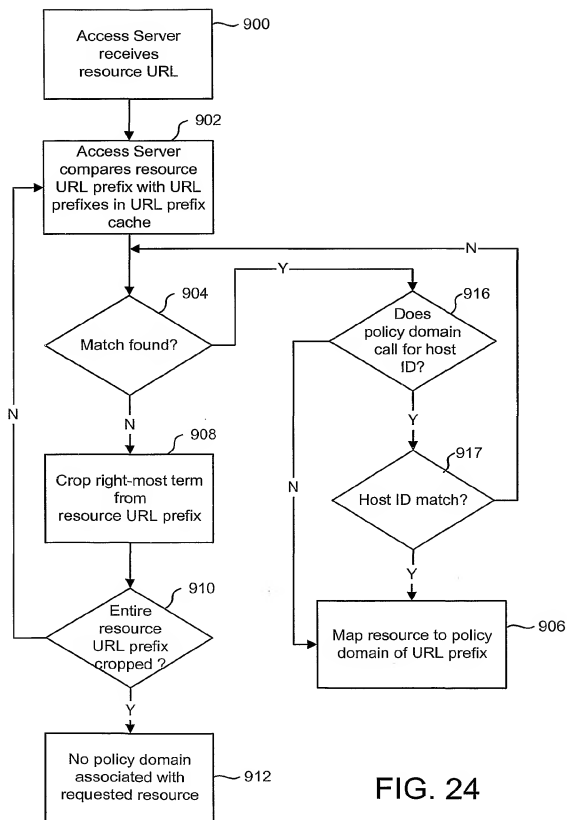 Access Server
receives
resource URL
900
902
Access Server
compares resource
URL prefix with URL
prefixes in URL prefix
cache
N
Y
904
916
Match found?
Does
policy domain
call for host
ID?
N
N
Y
908
917
Crop right-most term
from
resource URL prefix
N
Host ID match?
910
Y
Entire
resource
URL prefix
cropped ?
906
Map resource to policy
domain of URL prefix
Y
No policy domain
associated with
requested resource
912
FIG. 24